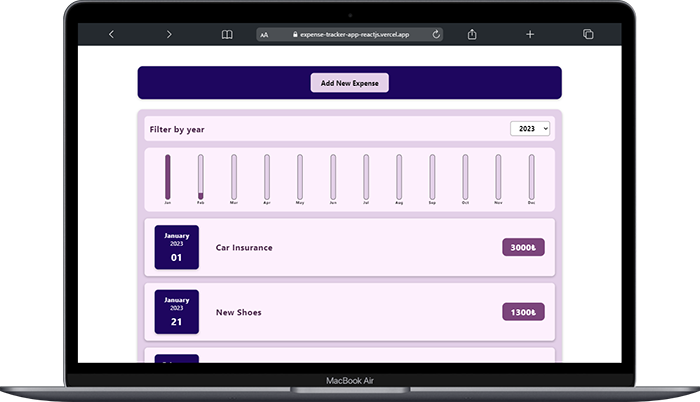 AA expense-tracker-app-reactjs.vercel.app
Add New Expense
Filter by year 2023
Jan Feb Mar Apr May Jun Jul Aug Sep Oct Nov Dec
January
2023
01
Car Insurance
3000₺
January
2023
21
New Shoes
1300₺
MacBook Air